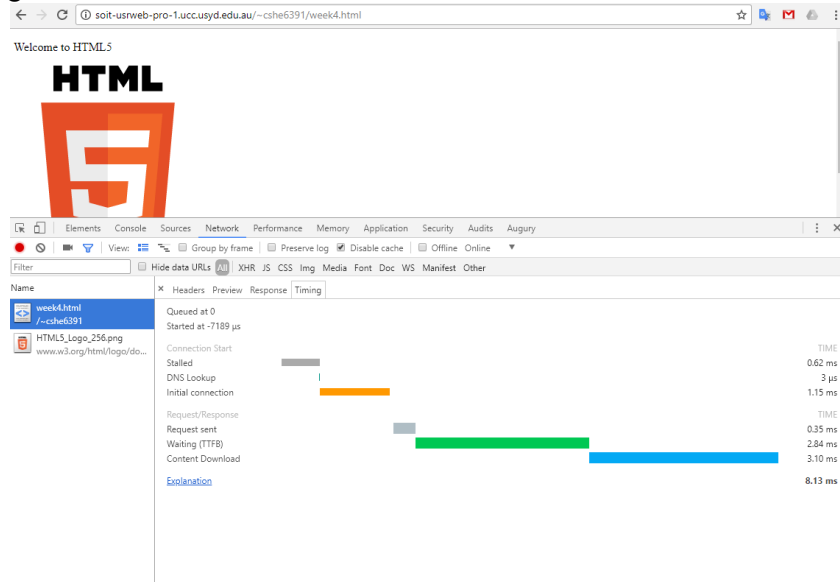 soit-usrweb-pro-1.ucc.usyd.edu.au/~cshe6391/week4.html
Welcome to HTML5
HTML
5
Elements Console Sources Network Performance Memory Application Security Audits Augury
View: Group by frame Preserve log Disable cache Offline Online
Filter Hide data URLs All XHR JS CSS Img Media Font Doc WS Manifest Other
Name × Headers Preview Response Timing
week4.html
/~cshe6391
HTML5_Logo_256.png
www.w3.org/html/logo/do...
Queued at 0
Started at -7189 µs
Connection Start TIME
Stalled 0.62 ms
DNS Lookup 3 µs
Initial connection 1.15 ms
Request/Response TIME
Request sent 0.35 ms
Waiting (TTFB) 2.84 ms
Content Download 3.10 ms
Explanation 8.13 ms